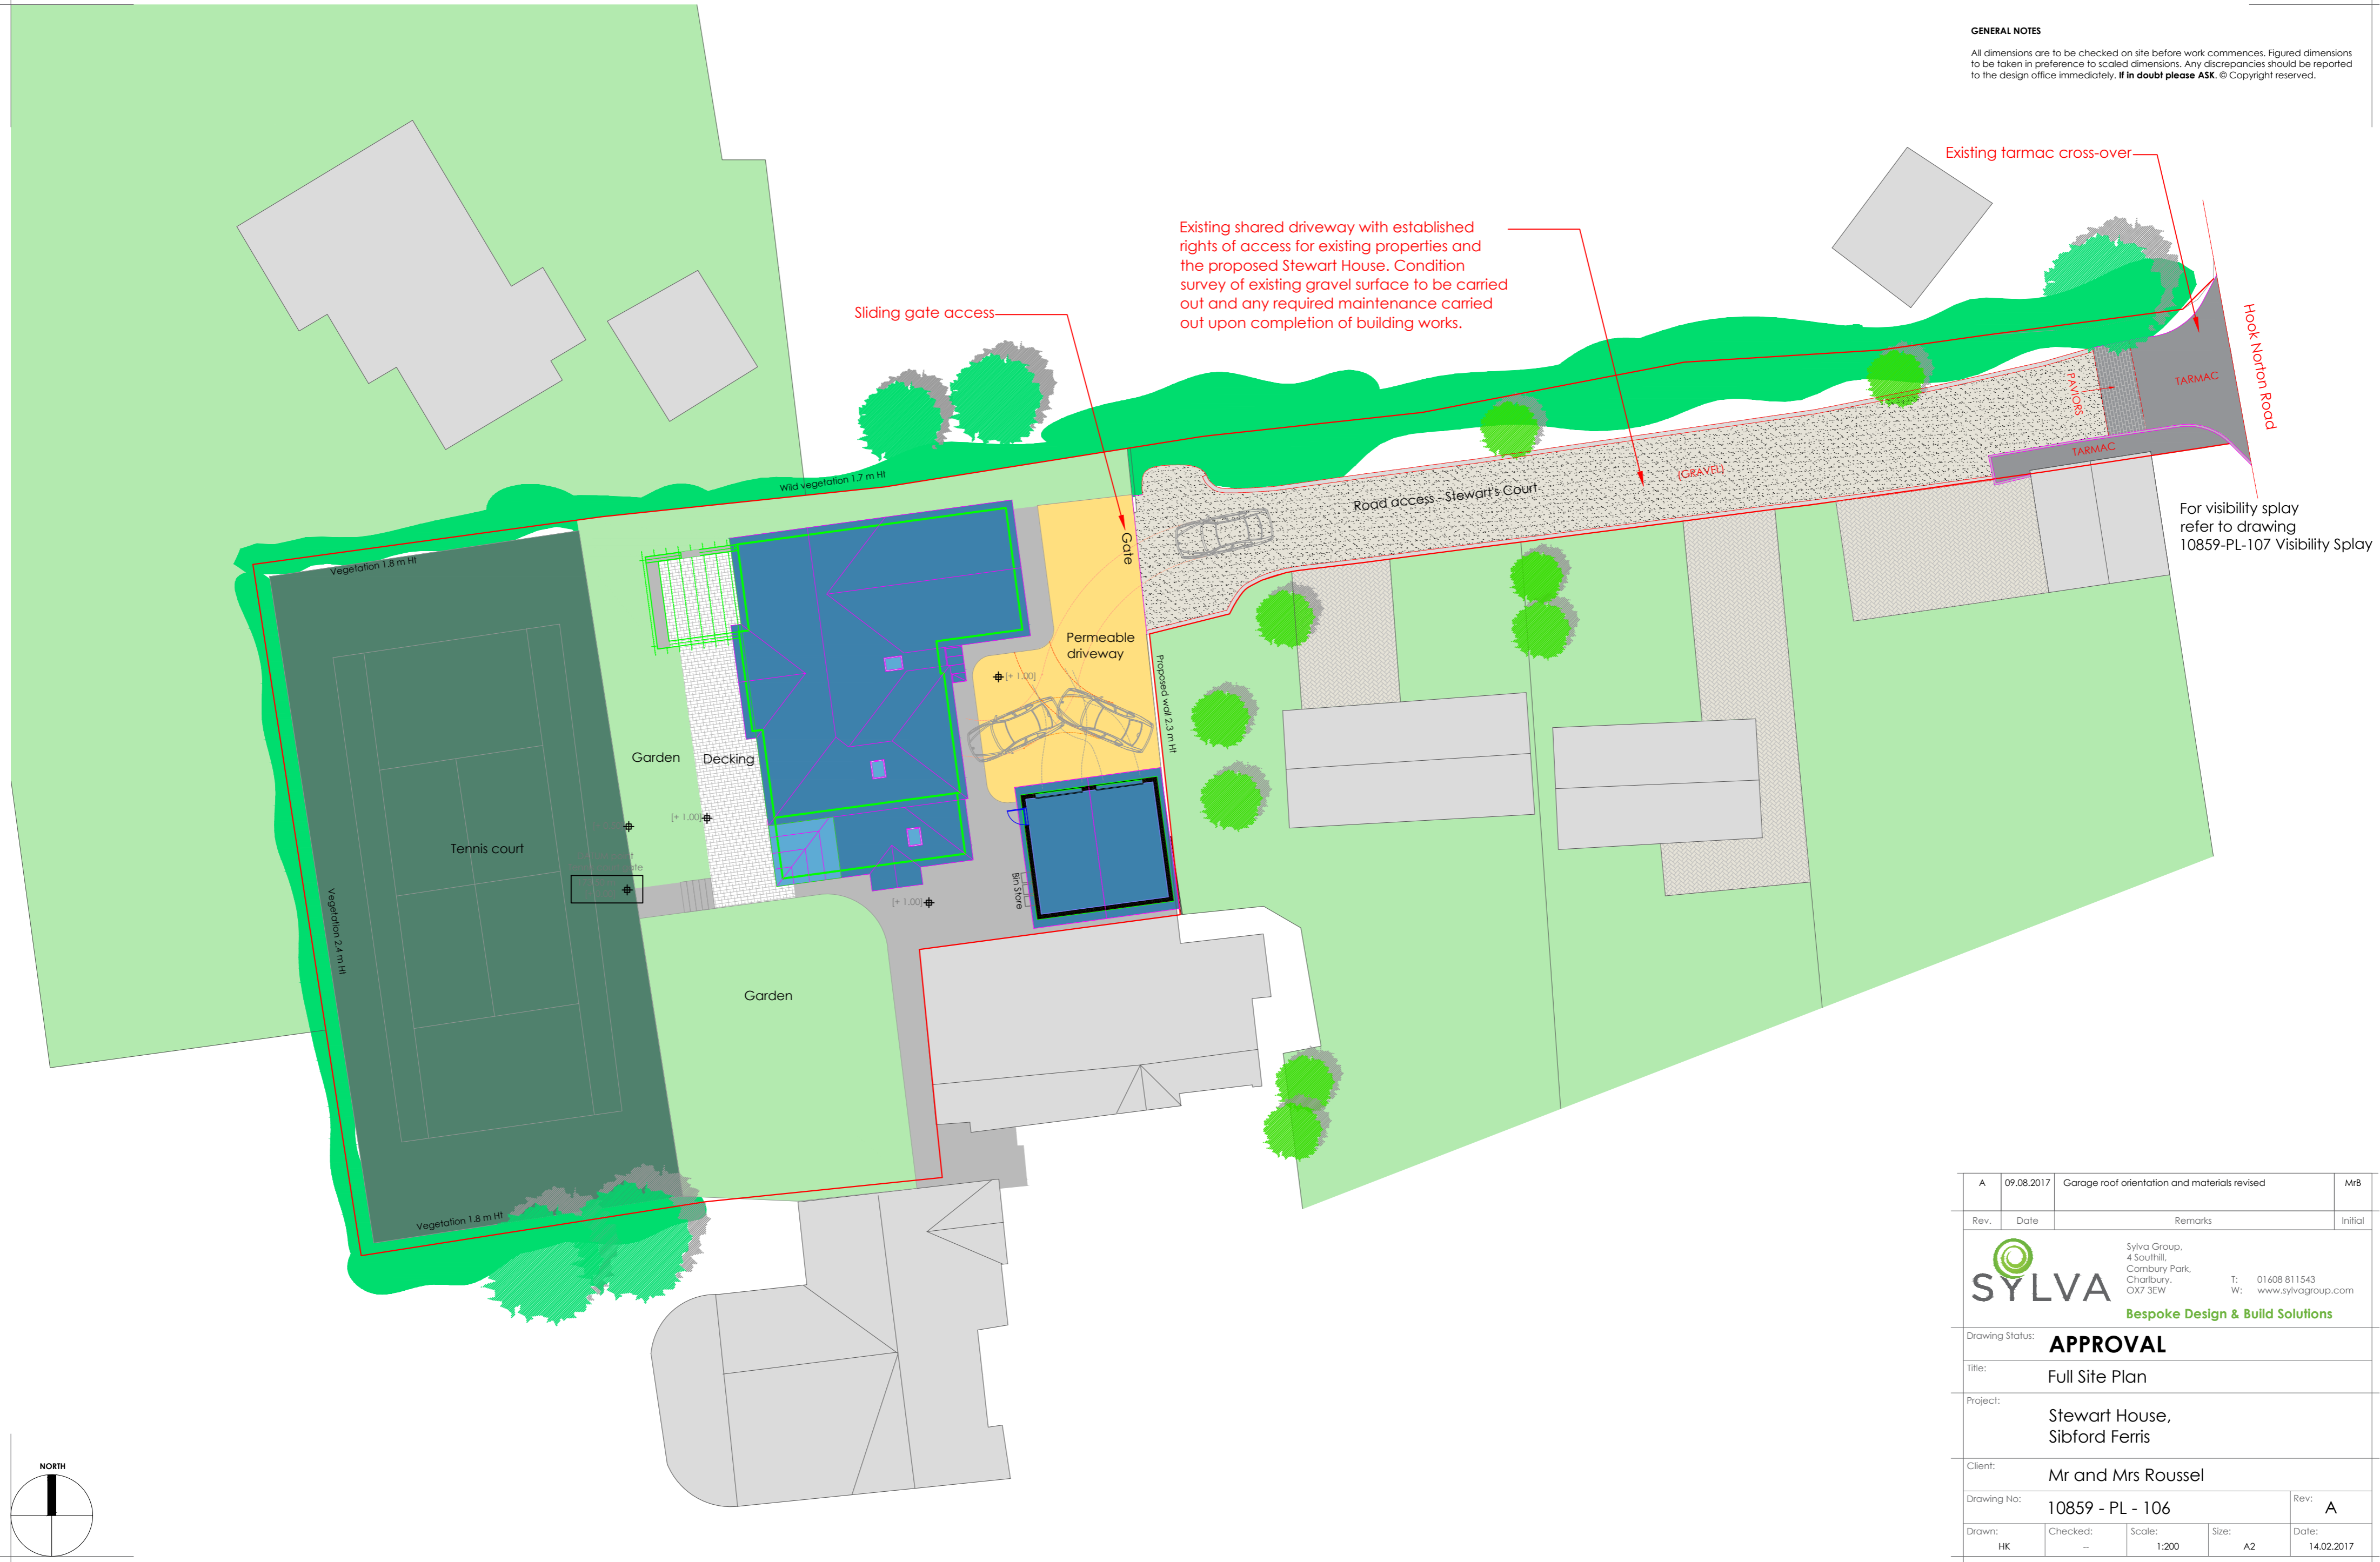 GENERAL NOTES
All dimensions are to be checked on site before work commences. Figured dimensions
to be taken in preference to scaled dimensions. Any discrepancies should be reported
to the design office immediately. If in doubt please ASK. © Copyright reserved.
Existing tarmac cross-over
Existing shared driveway with established
rights of access for existing properties and
the proposed Stewart House. Condition
survey of existing gravel surface to be carried
out and any required maintenance carried
out upon completion of building works.
Sliding gate access
Hook Norton Road
TARMAC
PAVIORS
TARMAC
(GRAVEL)
Road access - Stewart's Court
For visibility splay
refer to drawing
10859-PL-107 Visibility Splay
Wild vegetation 1.7 m Ht
Vegetation 1.8 m Ht
Gate
Permeable
driveway
[+ 1.00]
Proposed wall 2.3 m Ht
Garden
Decking
[+ 1.00]
Tennis court
Bin Store
[+ 1.00]
Vegetation 2.4 m Ht
Garden
Vegetation 1.8 m Ht
NORTH
A 09.08.2017 Garage roof orientation and materials revised MrB
Rev. Date Remarks Initial
SYLVA
Sylva Group,
4 Southill,
Cornbury Park,
Charlbury,
OX7 3EW
T: 01608 811543
W: www.sylvagroup.com
Bespoke Design & Build Solutions
Drawing Status: APPROVAL
Title: Full Site Plan
Project: Stewart House,
Sibford Ferris
Client: Mr and Mrs Roussel
Drawing No: 10859 - PL - 106 Rev: A
Drawn: Checked: Scale: Size: Date:
HK -- 1:200 A2 14.02.2017